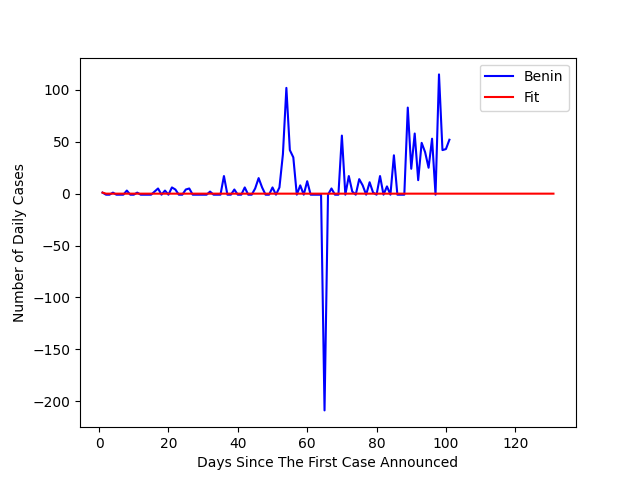 Benin
Fit
100
50
0
−50
−100
−150
−200
Number of Daily Cases
0 20 40 60 80 100 120
Days Since The First Case Announced